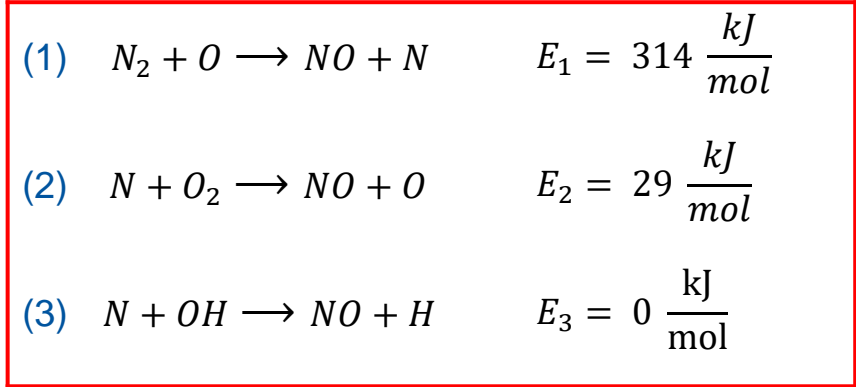 (1) N₂ + O ⟶ NO + N E₁ = 314 kJ/mol
(2) N + O₂ ⟶ NO + O E₂ = 29 kJ/mol
(3) N + OH ⟶ NO + H E₃ = 0 kJ/mol